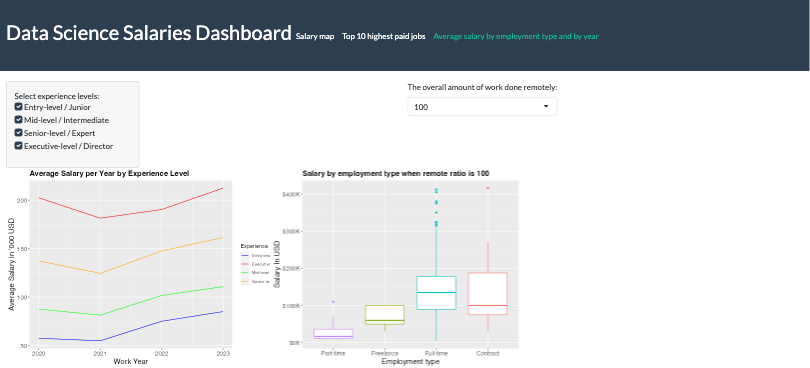 Data Science Salaries Dashboard Salary map Top 10 highest paid jobs Average salary by employment type and by year
Select experience levels:
Entry-level / Junior
Mid-level / Intermediate
Senior-level / Expert
Executive-level / Director
The overall amount of work done remotely:
100
Average Salary per Year by Experience Level
Average Salary in '000 USD
200
150
100
50
2020 2021 2022 2023
Work Year
Experience
Entry-level
Executive
Mid-level
Salary by employment type when remote ratio is 100
Salary in USD
$400K
$300K
$200K
$100K
$0K
Part-time Freelance Full-time Contract
Employment type